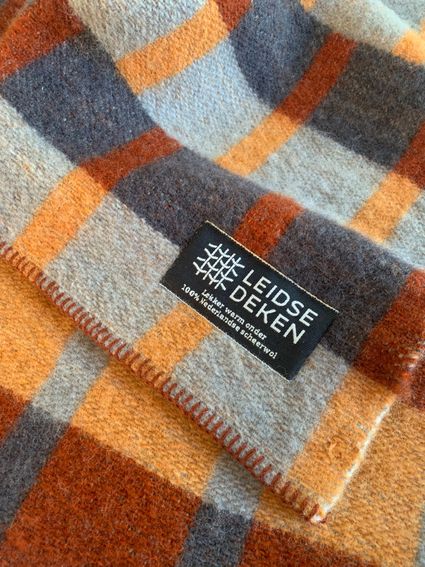 LEIDSE
DEKEN
Lekker warm onder
100% Nederlandse scheerwol